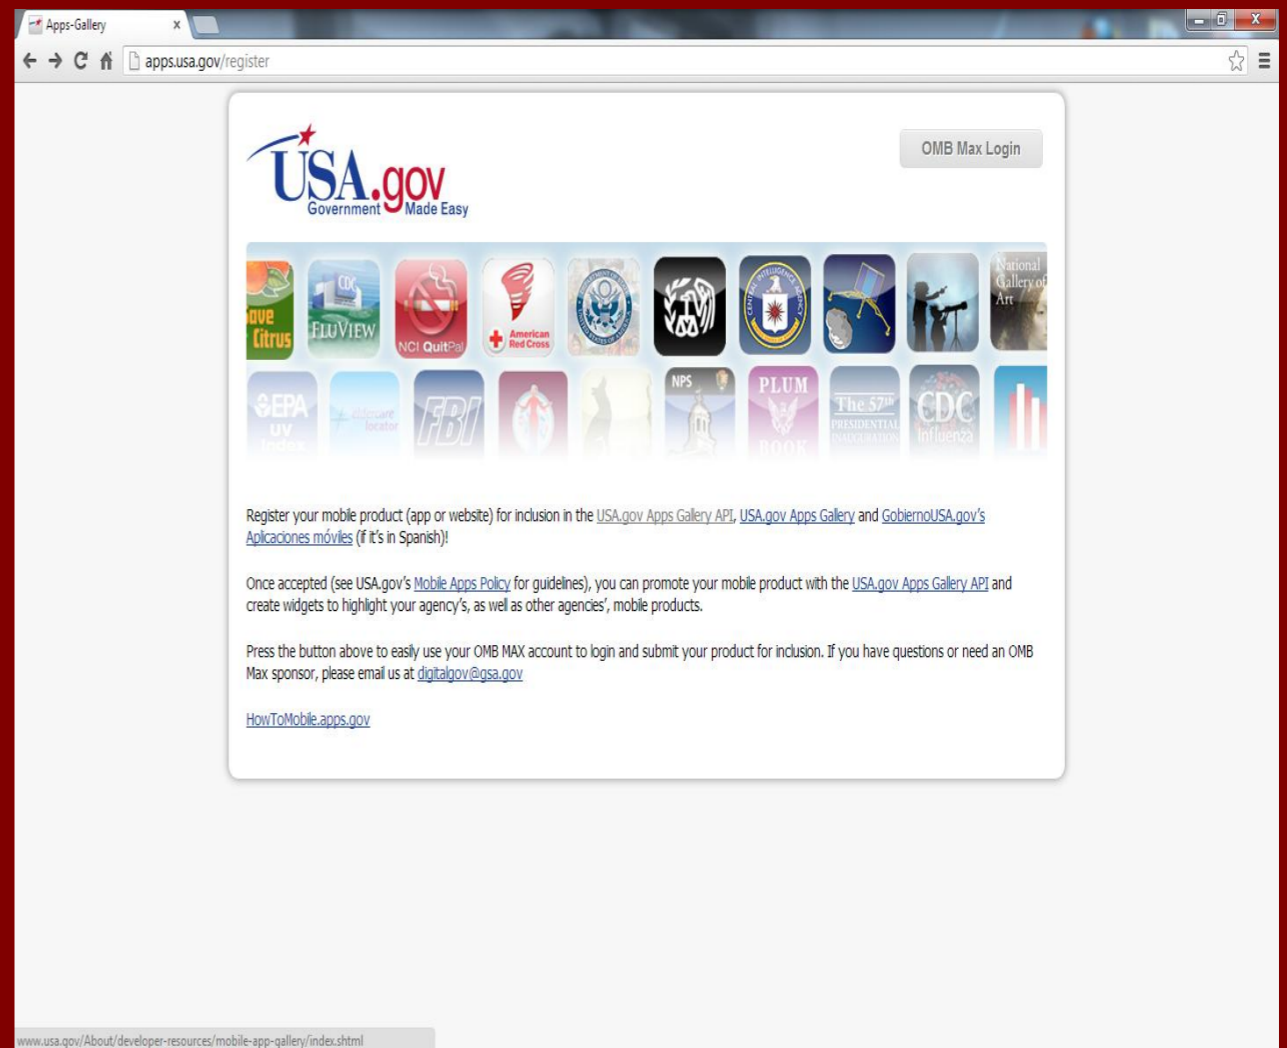 Apps-Gallery
apps.usa.gov/register
OMB Max Login
USA.gov
Government Made Easy
Save Citrus
CDC
FLUVIEW
NCI QuitPal
American Red Cross
CENTRAL INTELLIGENCE AGENCY
National Gallery of Art
EPA UV Index
eldercare locator
FBI
NPS
PLUM BOOK
The 57th PRESIDENTIAL INAUGURATION
CDC Influenza
Register your mobile product (app or website) for inclusion in the USA.gov Apps Gallery API, USA.gov Apps Gallery and GobiernoUSA.gov's
Aplicaciones móviles (if it's in Spanish)!
Once accepted (see USA.gov's Mobile Apps Policy for guidelines), you can promote your mobile product with the USA.gov Apps Gallery API and
create widgets to highlight your agency's, as well as other agencies', mobile products.
Press the button above to easily use your OMB MAX account to login and submit your product for inclusion. If you have questions or need an OMB
Max sponsor, please email us at digitalgov@gsa.gov
HowToMobile.apps.gov
www.usa.gov/About/developer-resources/mobile-app-gallery/index.shtml